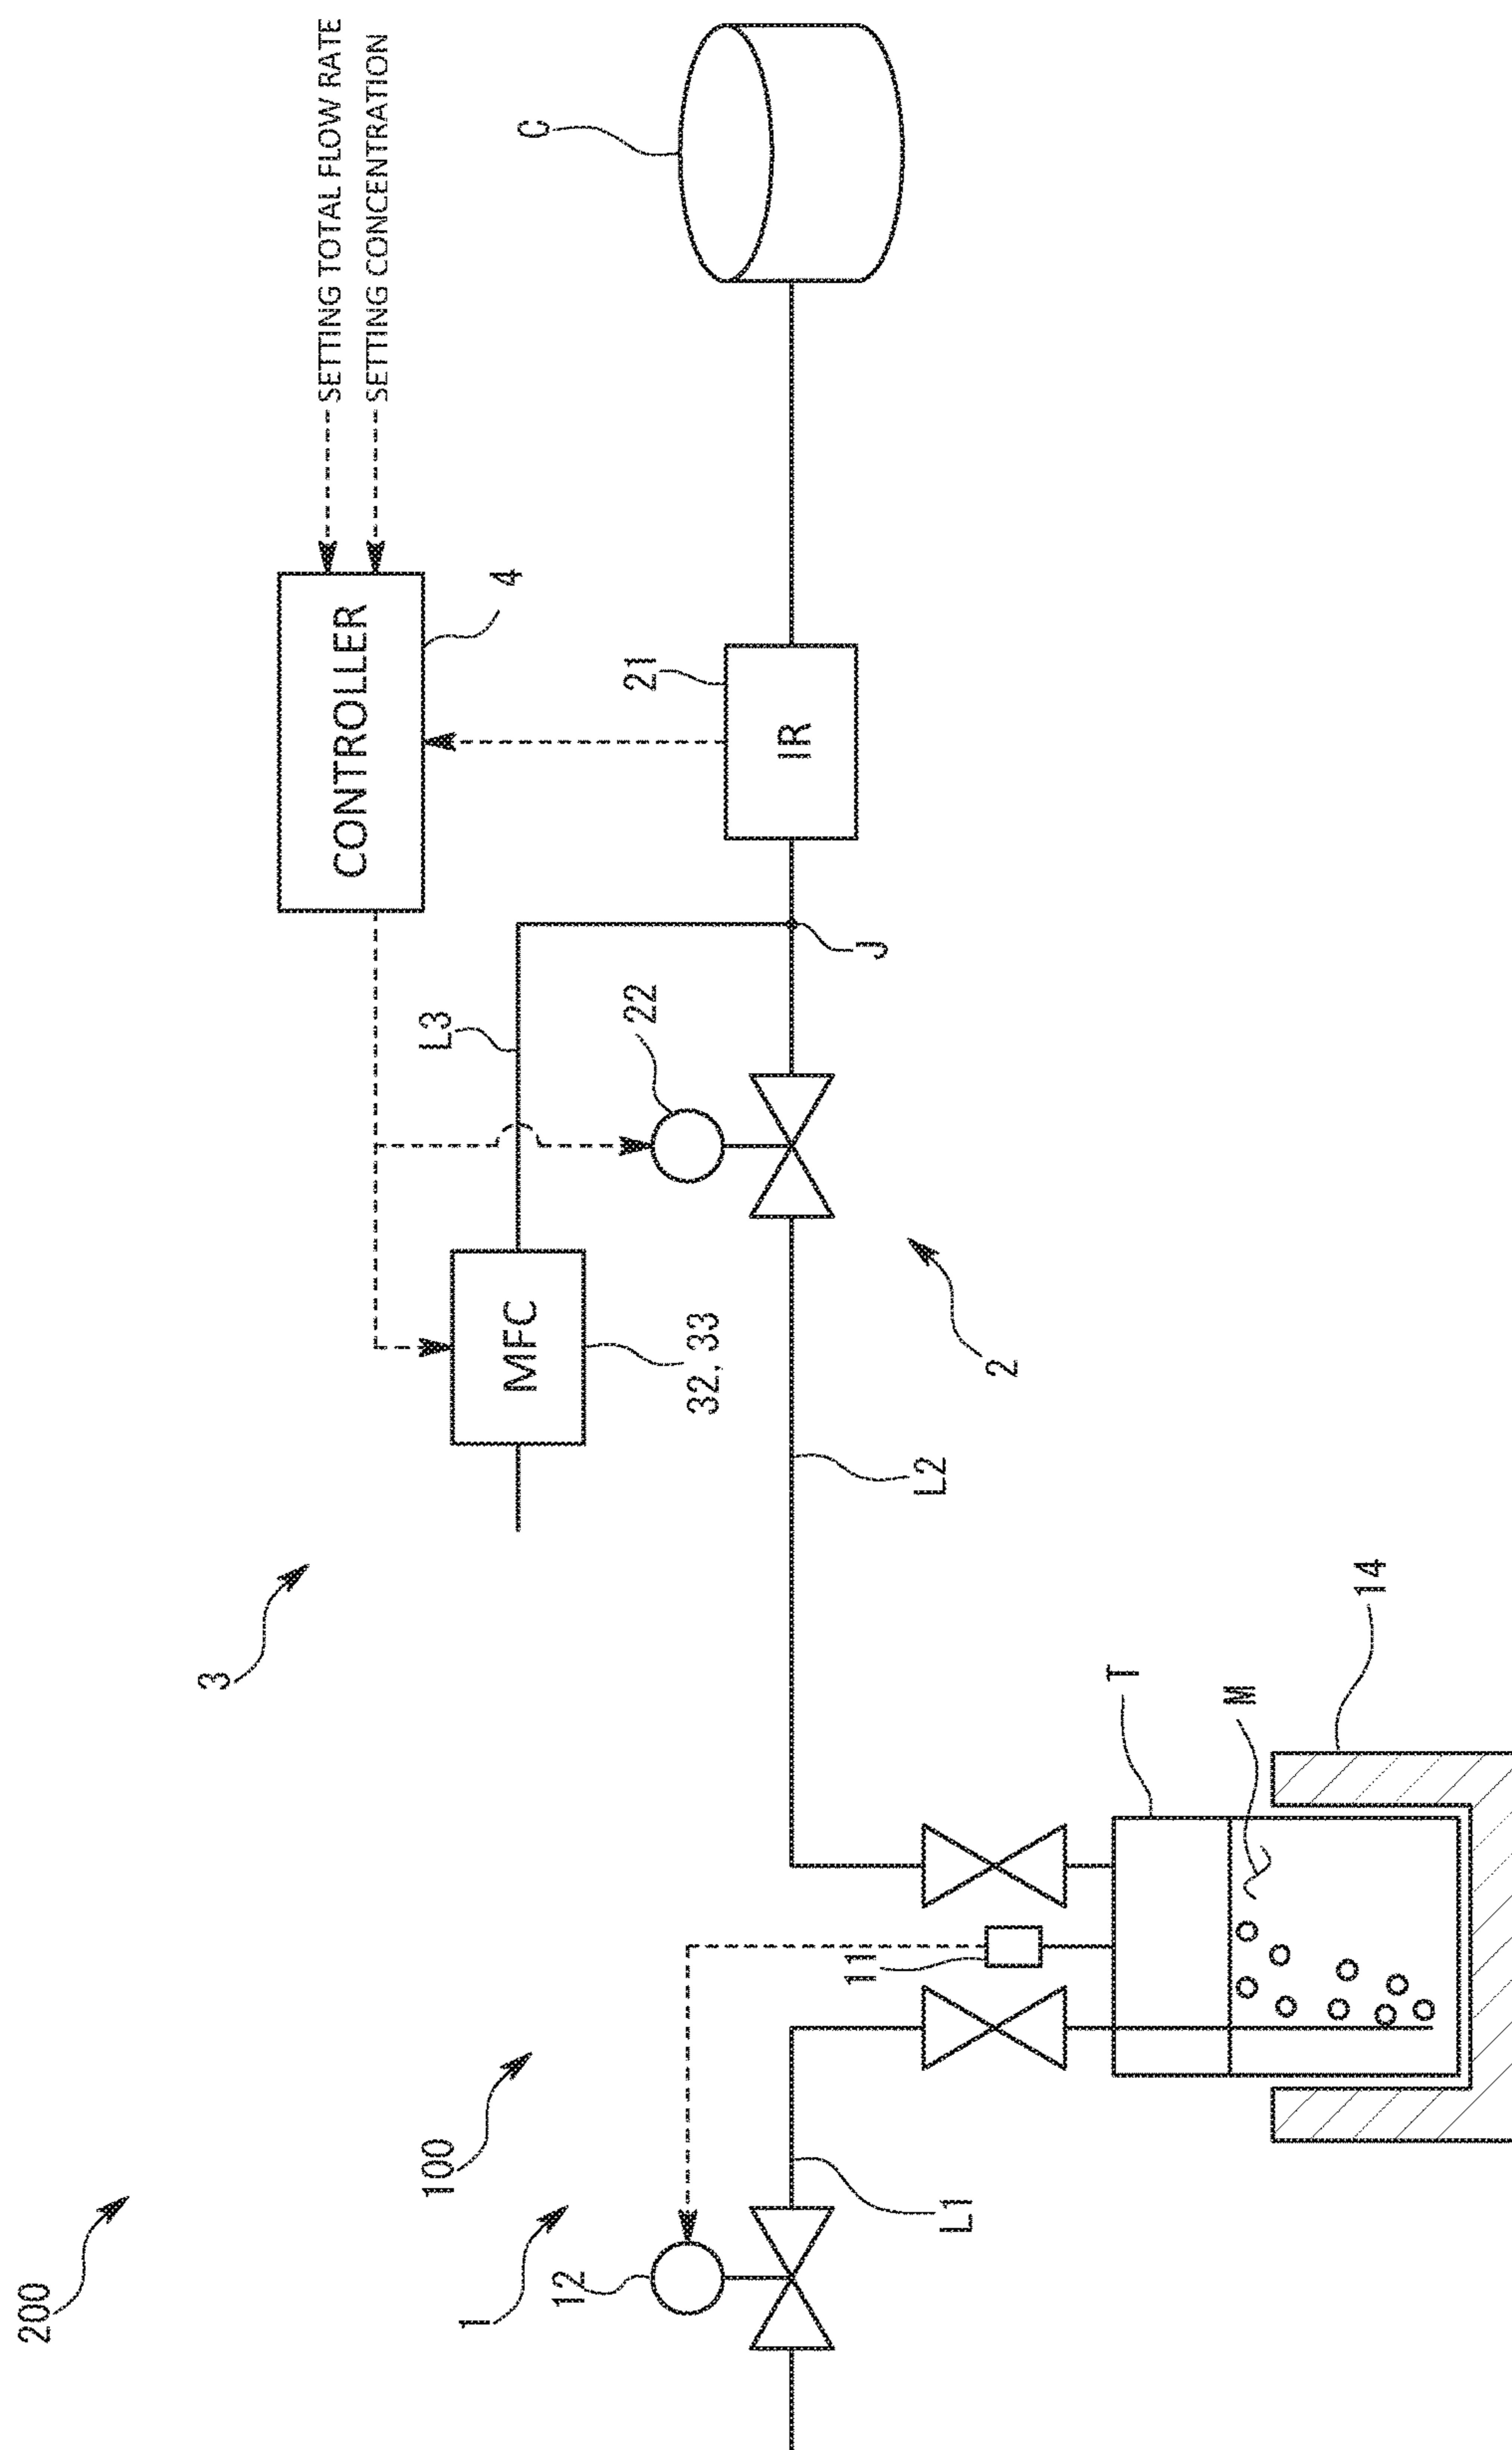 200
3
100
1
12
11
L1
L2
L3
MFC
32, 33
22
2
J
CONTROLLER
4
SETTING TOTAL FLOW RATE
SETTING CONCENTRATION
21
IR
C
T
M
14